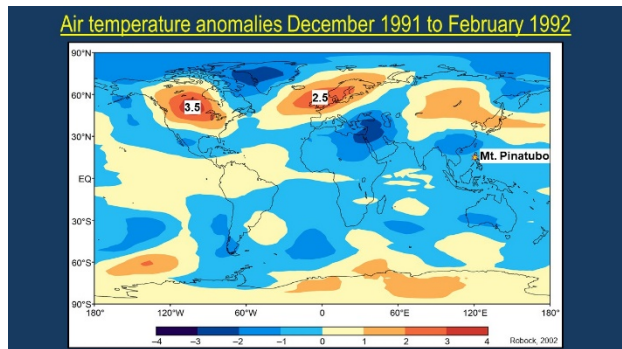 Air temperature anomalies December 1991 to February 1992
90°N
60°N
30°N
EQ
30°S
60°S
90°S
3.5
2.5
Mt. Pinatubo
180° 120°W 60°W 0° 60°E 120°E 180°
–4 –3 –2 –1 0 1 2 3 4
Robock, 2002